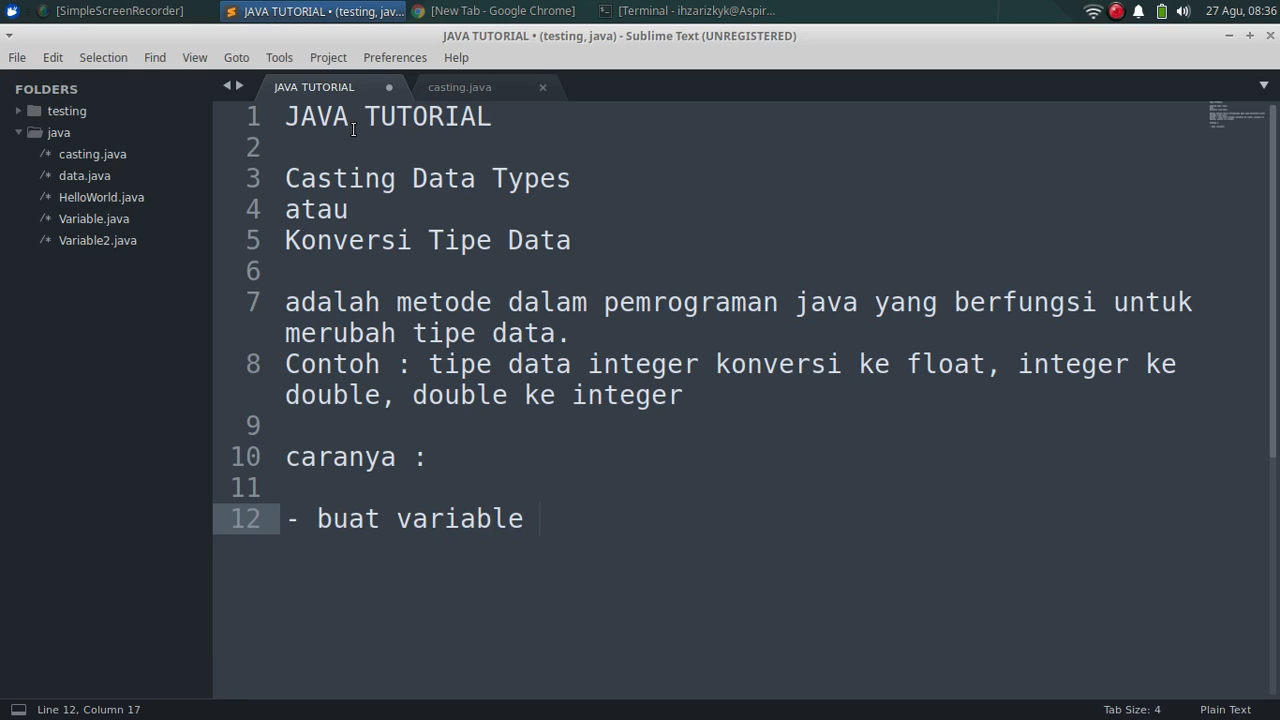 [SimpleScreenRecorder]
JAVA TUTORIAL • (testing, jav...
[New Tab - Google Chrome]
[Terminal - ihzarizkyk@Aspir...
27 Agu, 08:36
JAVA TUTORIAL • (testing, java) - Sublime Text (UNREGISTERED)
File Edit Selection Find View Goto Tools Project Preferences Help
FOLDERS
testing
java
/* casting.java
/* data.java
/* HelloWorld.java
/* Variable.java
/* Variable2.java
JAVA TUTORIAL
casting.java
1 JAVA TUTORIAL
2
3 Casting Data Types
4 atau
5 Konversi Tipe Data
6
7 adalah metode dalam pemrograman java yang berfungsi untuk
merubah tipe data.
8 Contoh : tipe data integer konversi ke float, integer ke
double, double ke integer
9
10 caranya :
11
12 - buat variable
Line 12, Column 17
Tab Size: 4
Plain Text